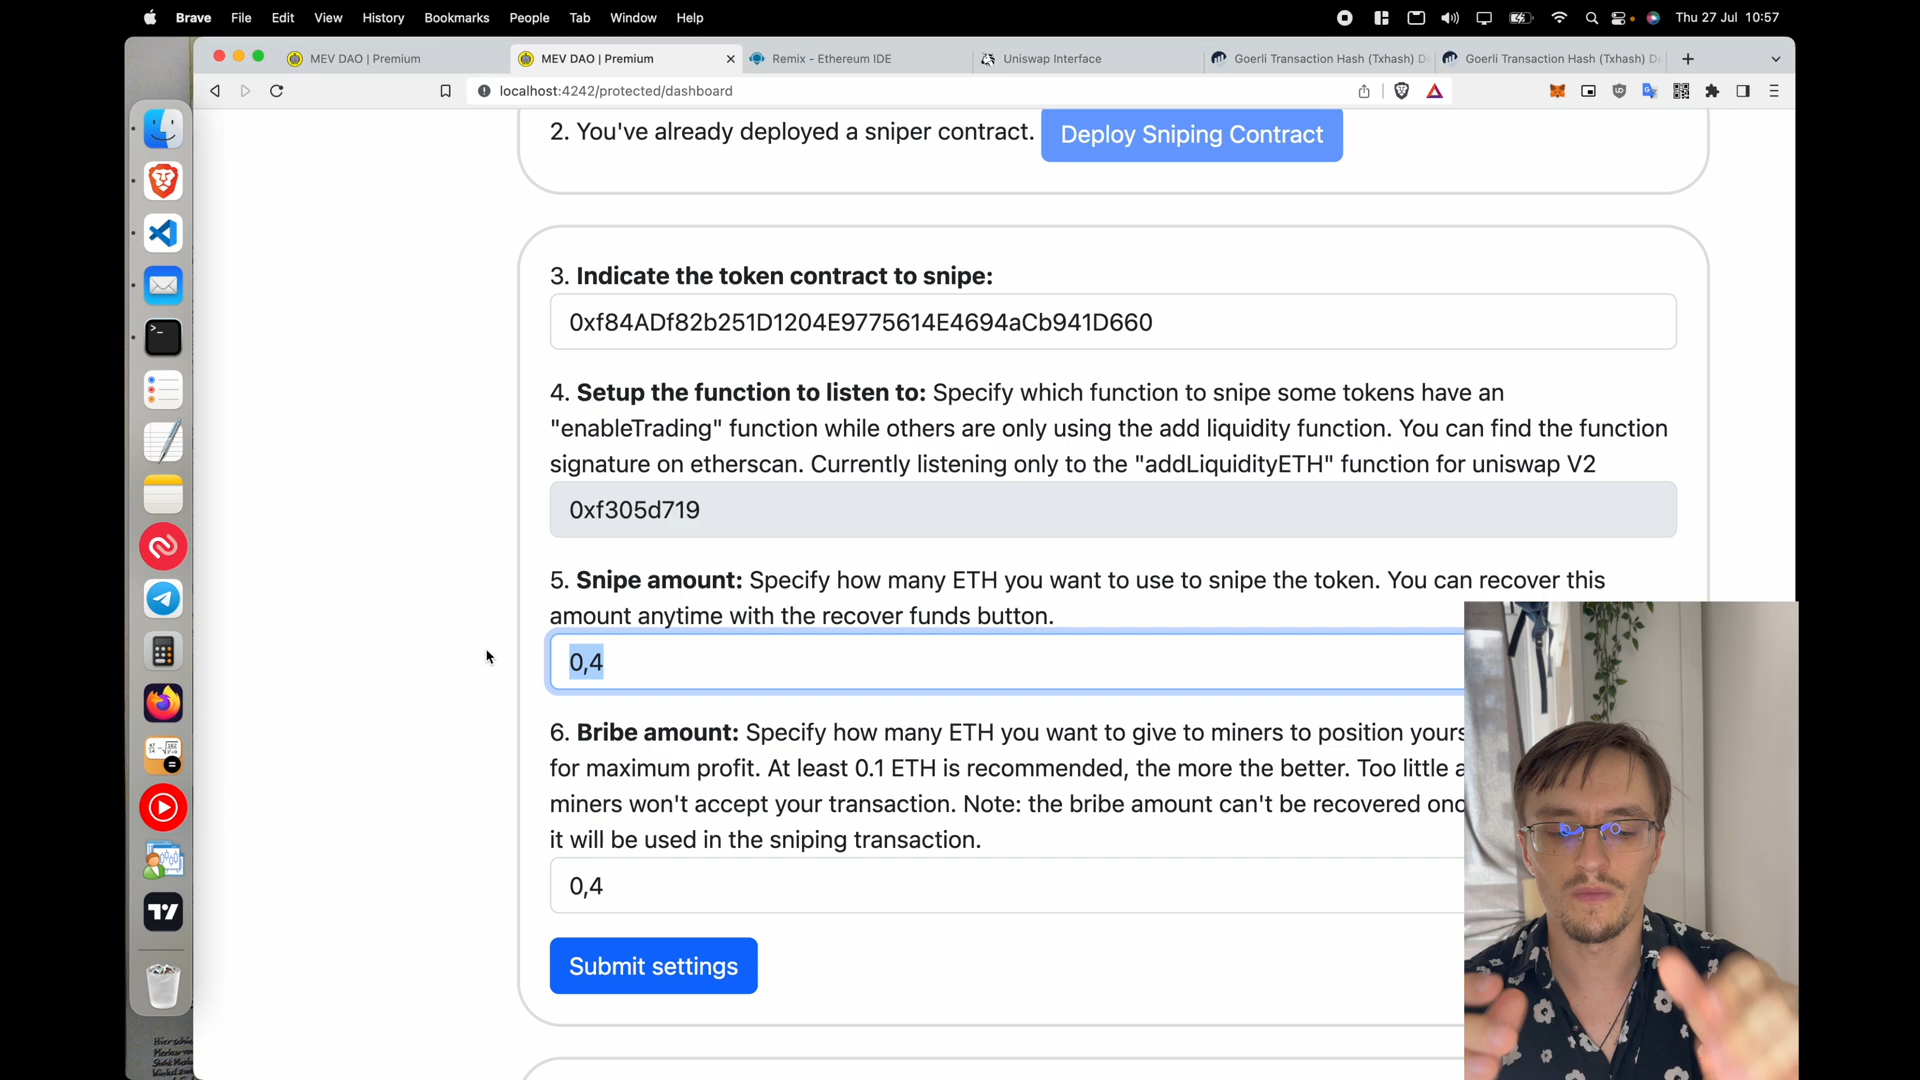 Brave File Edit View History Bookmarks People Tab Window Help Thu 27 Jul 10:57
MEV DAO | Premium MEV DAO | Premium Remix - Ethereum IDE Uniswap Interface Goerli Transaction Hash (Txhash) D Goerli Transaction Hash (Txhash) D
localhost:4242/protected/dashboard
2. You've already deployed a sniper contract. Deploy Sniping Contract
3. Indicate the token contract to snipe:
0xf84ADf82b251D1204E9775614E4694aCb941D660
4. Setup the function to listen to: Specify which function to snipe some tokens have an
"enableTrading" function while others are only using the add liquidity function. You can find the function
signature on etherscan. Currently listening only to the "addLiquidityETH" function for uniswap V2
0xf305d719
5. Snipe amount: Specify how many ETH you want to use to snipe the token. You can recover this
amount anytime with the recover funds button.
0,4
6. Bribe amount: Specify how many ETH you want to give to miners to position yours
for maximum profit. At least 0.1 ETH is recommended, the more the better. Too little a
miners won't accept your transaction. Note: the bribe amount can't be recovered onc
it will be used in the sniping transaction.
0,4
Submit settings